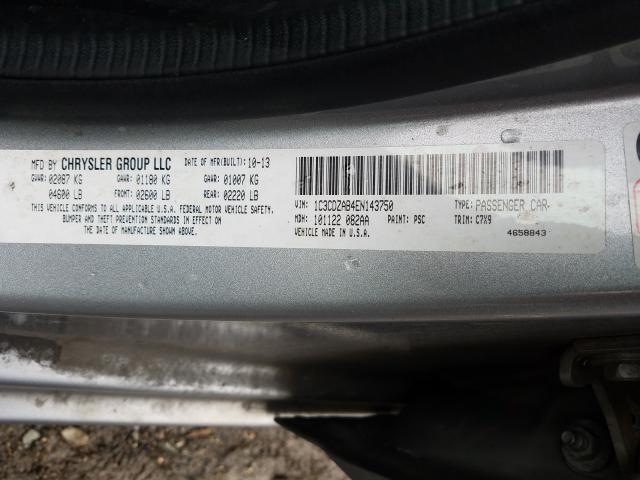 MFD BY CHRYSLER GROUP LLC DATE OF MFR(BUILT): 10-13
GVWR: 02087 KG GAWR: 01180 KG GAWR: 01007 KG
04600 LB FRONT: 02600 LB REAR: 02220 LB
THIS VEHICLE CONFORMS TO ALL APPLICABLE U.S.A. FEDERAL MOTOR VEHICLE SAFETY,
BUMPER AND THEFT PREVENTION STANDARDS IN EFFECT ON
THE DATE OF MANUFACTURE SHOWN ABOVE.
VIN: 1C3CDZAB4EN143750 TYPE: PASSENGER CAR
MDH: 101122 082AA PAINT: PSC TRIM: C7X9
VEHICLE MADE IN U.S.A. 4658843